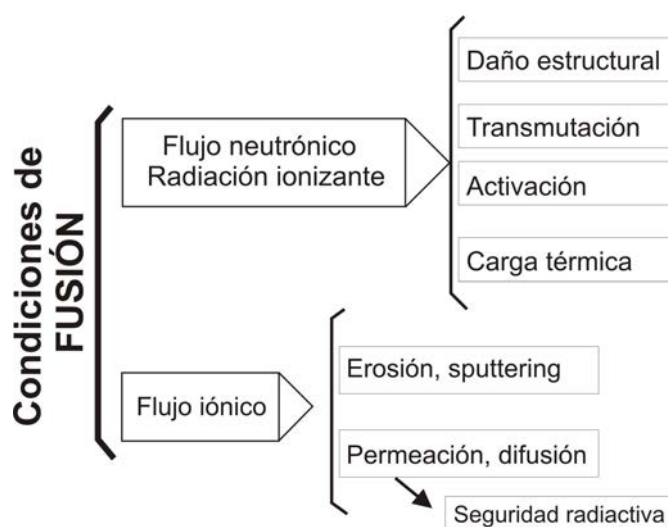 Condiciones de
FUSIÓN
Flujo neutrónico
Radiación ionizante
Daño estructural
Transmutación
Activación
Carga térmica
Flujo iónico
Erosión, sputtering
Permeación, difusión
Seguridad radiactiva